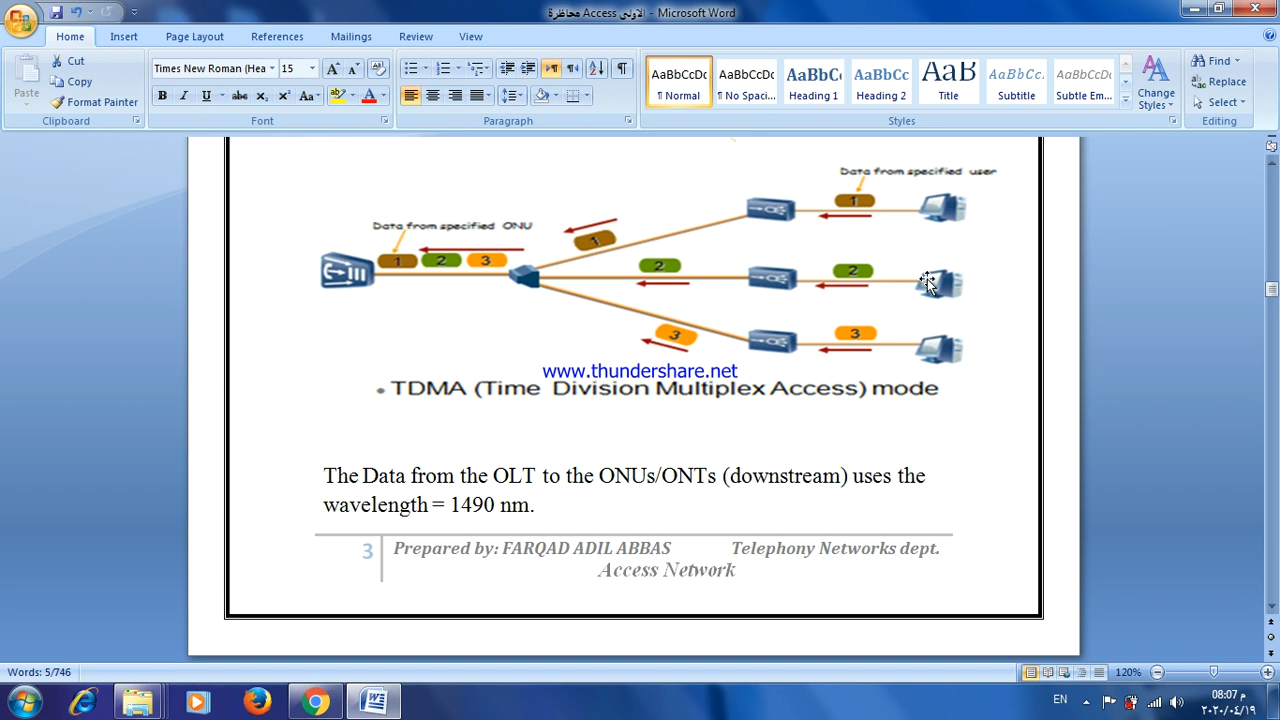 محاظرة Access الاولى - Microsoft Word
Home Insert Page Layout References Mailings Review View
Paste
Cut
Copy
Format Painter
Clipboard
Times New Roman (Hea 15
Font
Paragraph
AaBbCcDc AaBbCcDc AaBbC AaBbCc AaB AaBbCc. AaBbCcDc
¶ Normal ¶ No Spaci... Heading 1 Heading 2 Title Subtitle Subtle Em...
Change Styles
Styles
Find
Replace
Select
Editing
Data from specified user
1
Data from specified ONU
1
1 2 3
2
2
3
3
www.thundershare.net
• TDMA (Time Division Multiplex Access) mode
The Data from the OLT to the ONUs/ONTs (downstream) uses the
wavelength = 1490 nm.
3 Prepared by: FARQAD ADIL ABBAS Telephony Networks dept.
Access Network
Words: 5/746
120%
EN
08:07 م
٢٠٢٠/٠٤/١٩